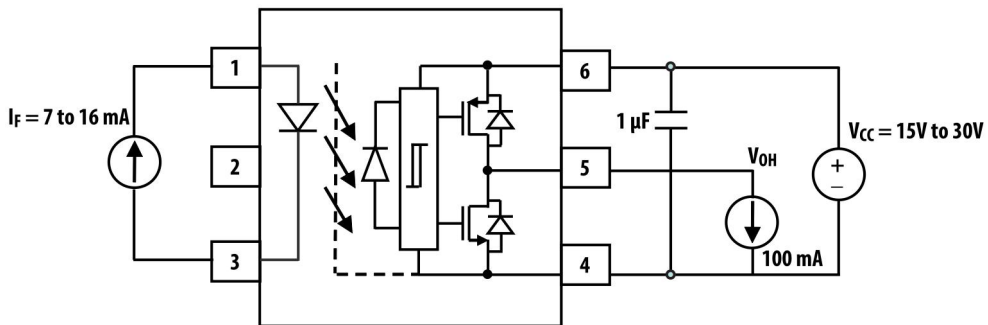 1
2
3
I_F = 7 to 16 mA
6
5
4
1 µF
V_OH
100 mA
V_CC = 15V to 30V
+
−